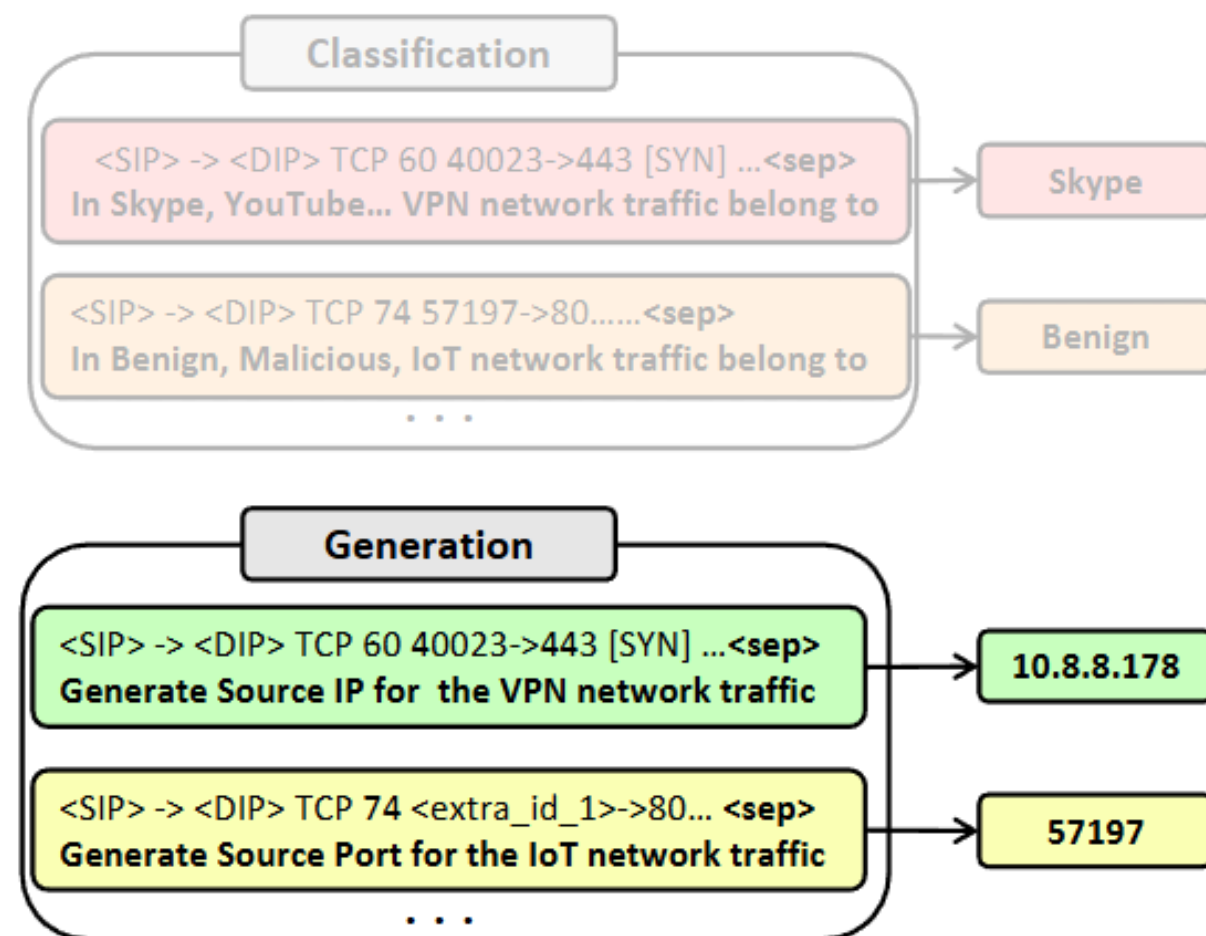 Classification
<SIP> -> <DIP> TCP 60 40023->443 [SYN] ...<sep>
In Skype, YouTube... VPN network traffic belong to
Skype
<SIP> -> <DIP> TCP 74 57197->80......<sep>
In Benign, Malicious, IoT network traffic belong to
Benign
. . .
Generation
<SIP> -> <DIP> TCP 60 40023->443 [SYN] ...<sep>
Generate Source IP for the VPN network traffic
10.8.8.178
<SIP> -> <DIP> TCP 74 <extra_id_1>->80... <sep>
Generate Source Port for the IoT network traffic
57197
. . .